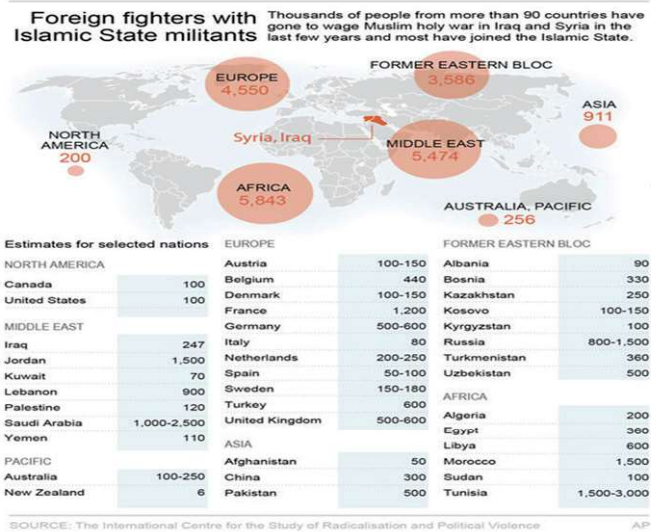 Foreign fighters with
Islamic State militants
Thousands of people from more than 90 countries have
gone to wage Muslim holy war in Iraq and Syria in the
last few years and most have joined the Islamic State.
EUROPE
4,550
FORMER EASTERN BLOC
3,586
ASIA
911
NORTH
AMERICA
200
Syria, Iraq
MIDDLE EAST
5,474
AFRICA
5,843
AUSTRALIA, PACIFIC
256
Estimates for selected nations
NORTH AMERICA
Canada 100
United States 100
MIDDLE EAST
Iraq 247
Jordan 1,500
Kuwait 70
Lebanon 900
Palestine 120
Saudi Arabia 1,000-2,500
Yemen 110
PACIFIC
Australia 100-250
New Zealand 6
EUROPE
Austria 100-150
Belgium 440
Denmark 100-150
France 1,200
Germany 500-600
Italy 80
Netherlands 200-250
Spain 50-100
Sweden 150-180
Turkey 600
United Kingdom 500-600
ASIA
Afghanistan 50
China 300
Pakistan 500
FORMER EASTERN BLOC
Albania 90
Bosnia 330
Kazakhstan 250
Kosovo 100-150
Kyrgyzstan 100
Russia 800-1,500
Turkmenistan 360
Uzbekistan 500
AFRICA
Algeria 200
Egypt 360
Libya 600
Morocco 1,500
Sudan 100
Tunisia 1,500-3,000
SOURCE: The International Centre for the Study of Radicalisation and Political Violence AP